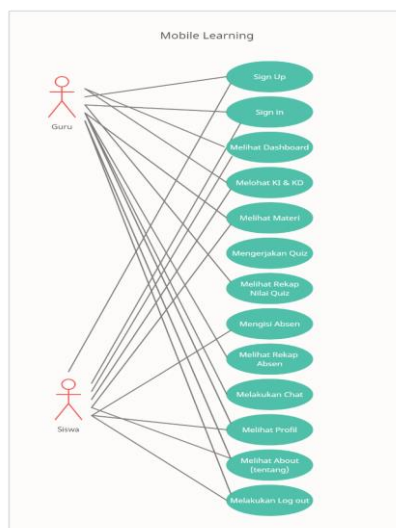 Mobile Learning
Guru
Sign Up
Sign In
Melihat Dashboard
Melohat KI & KD
Melihat Materi
Mengerjakan Quiz
Melihat Rekap
Nilai Quiz
Mengisi Absen
Melihat Rekap
Absen
Melakukan Chat
Siswa
Melihat Profil
Melihat About
(tentang)
Melakukan Log out